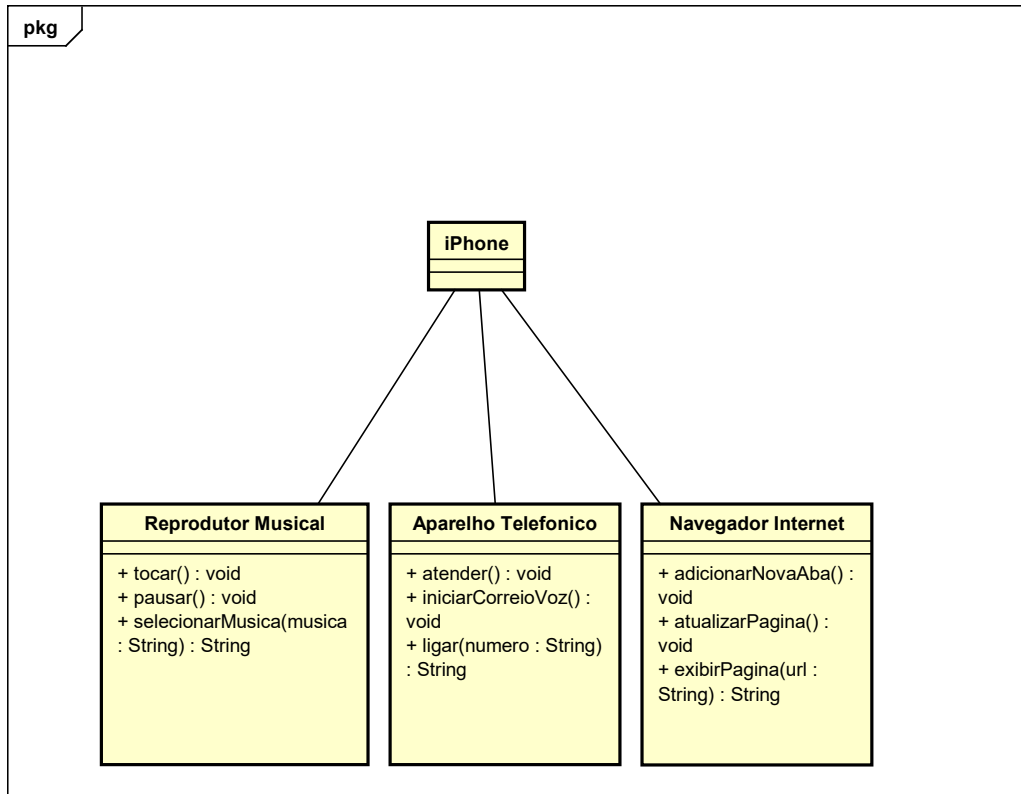 pkg
iPhone
Reprodutor Musical
+ tocar() : void
+ pausar() : void
+ selecionarMusica(musica
: String) : String
Aparelho Telefonico
+ atender() : void
+ iniciarCorreioVoz() :
void
+ ligar(numero : String)
: String
Navegador Internet
+ adicionarNovaAba() :
void
+ atualizarPagina() :
void
+ exibirPagina(url :
String) : String